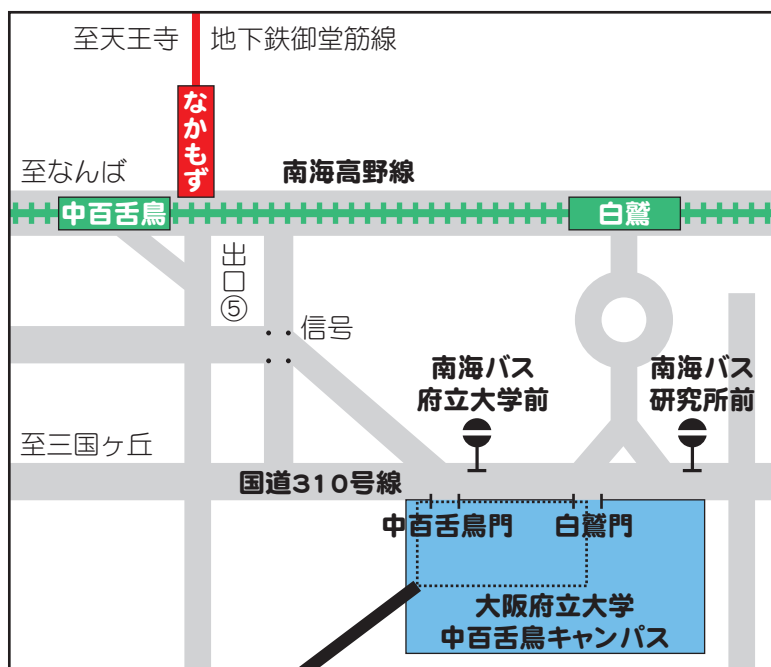 至天王寺
地下鉄御堂筋線
なかもず
至なんば
南海高野線
中百舌鳥
白鷺
出口⑤
信号
南海バス
府立大学前
南海バス
研究所前
至三国ヶ丘
国道310号線
中百舌鳥門
白鷺門
大阪府立大学
中百舌鳥キャンパス